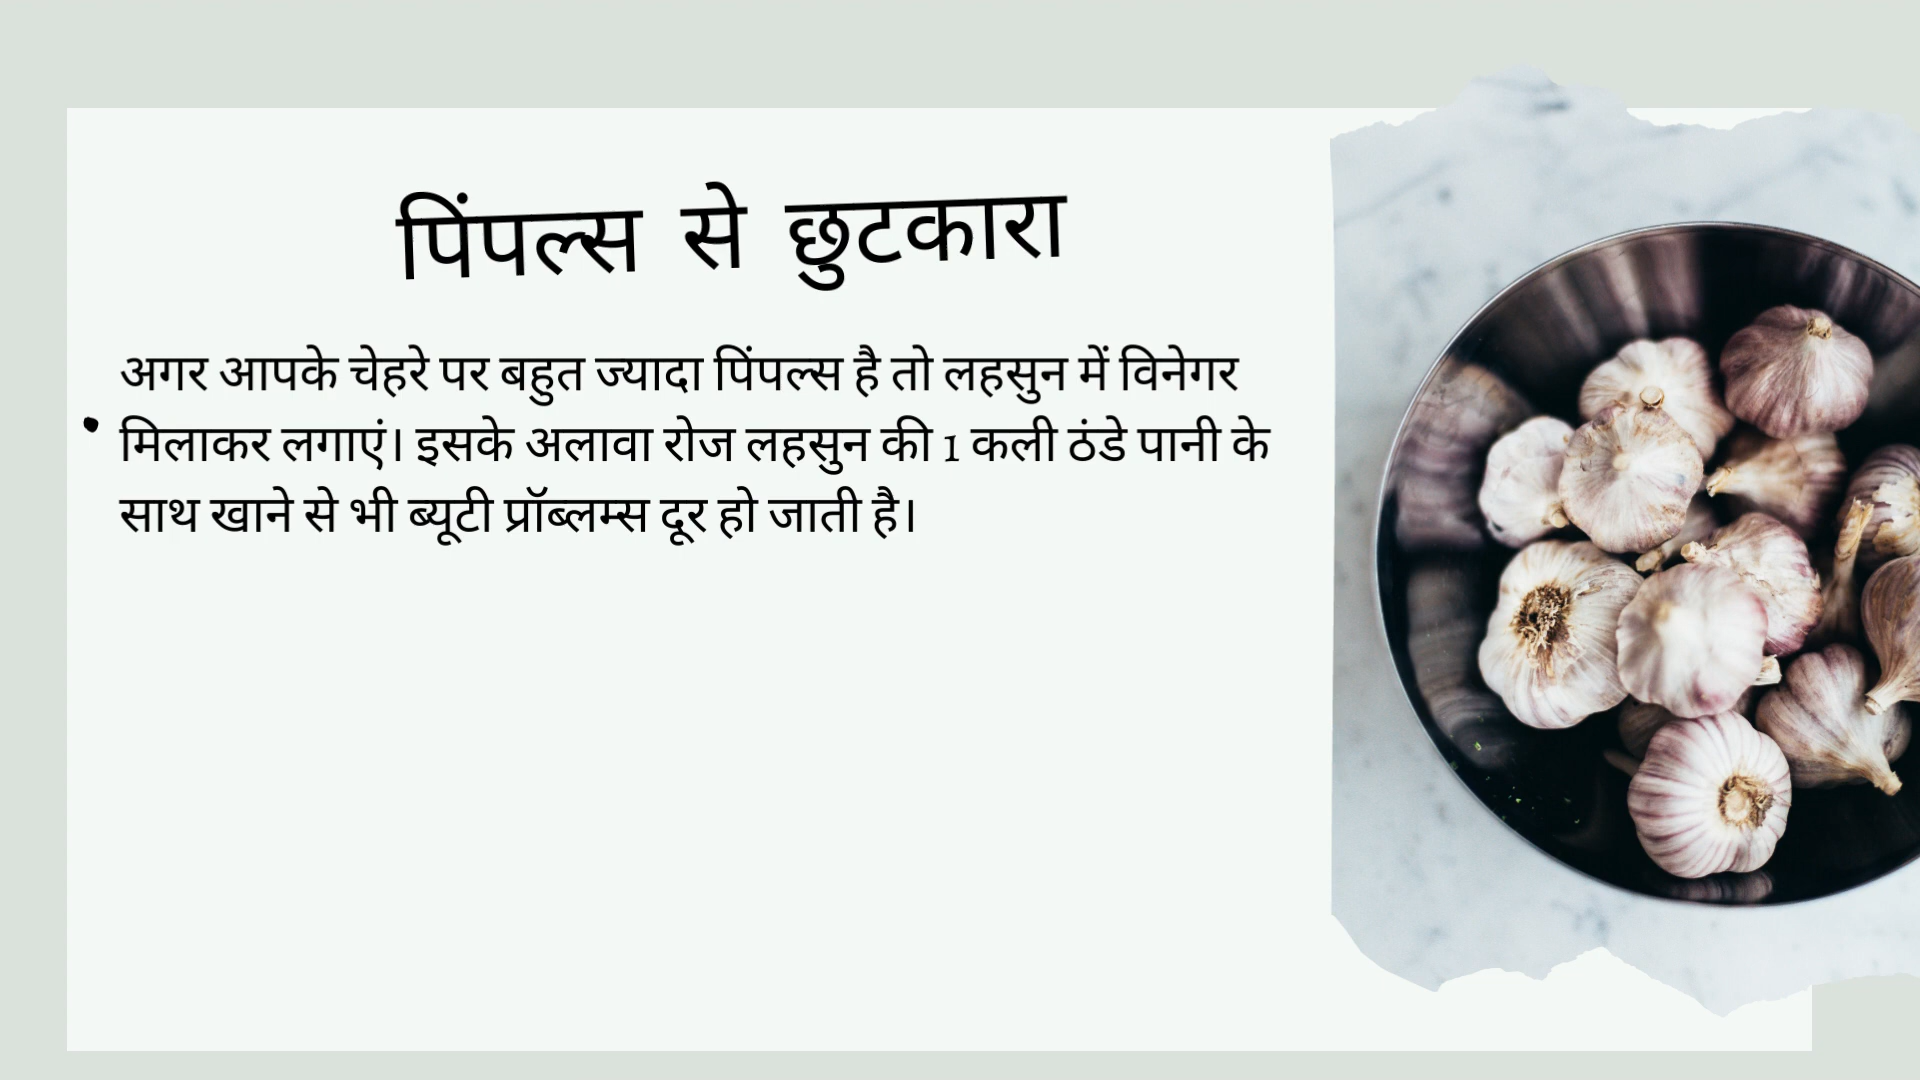 पिंपल्स से छुटकारा
अगर आपके चेहरे पर बहुत ज्यादा पिंपल्स है तो लहसुन में विनेगर
मिलाकर लगाएं। इसके अलावा रोज लहसुन की 1 कली ठंडे पानी के
साथ खाने से भी ब्यूटी प्रॉब्लम्स दूर हो जाती है।